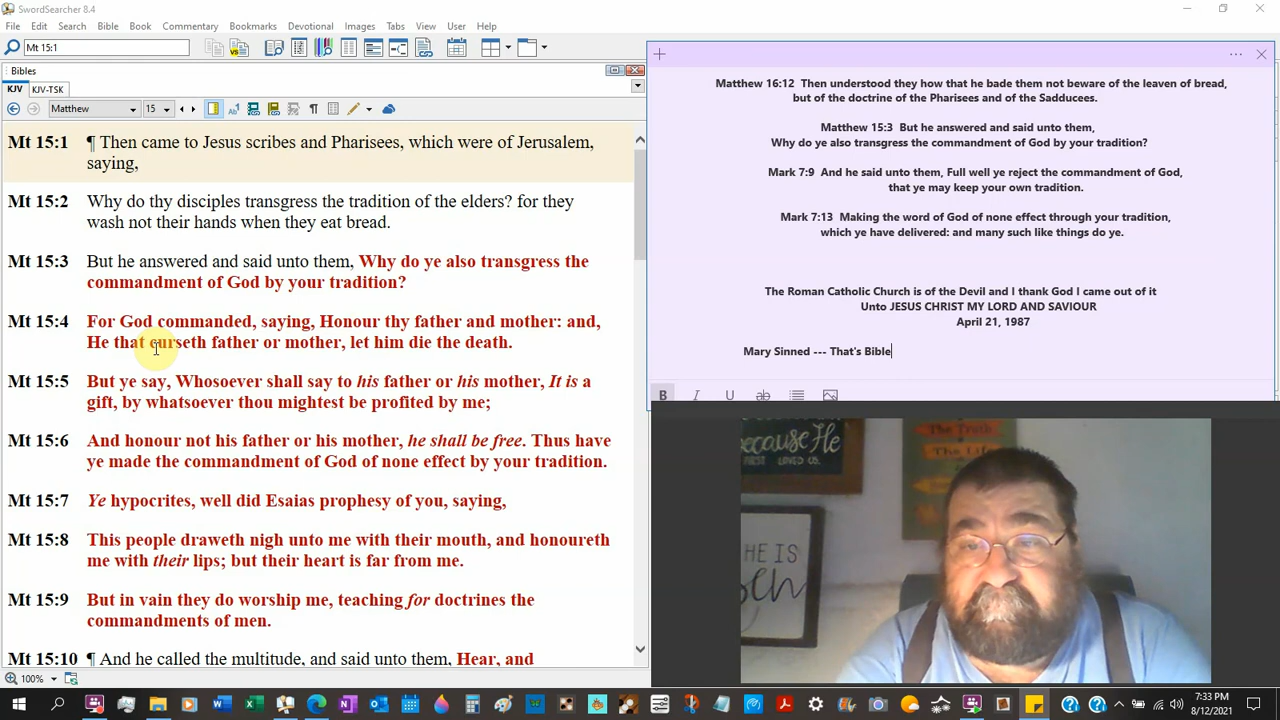 SwordSearcher 8.4
File Edit Search Bible Book Commentary Bookmarks Devotional Images Tabs View User Help
Mt 15:1
Bibles
KJV KJV-TSK
Matthew 15
Mt 15:1 ¶ Then came to Jesus scribes and Pharisees, which were of Jerusalem,
saying,
Mt 15:2 Why do thy disciples transgress the tradition of the elders? for they
wash not their hands when they eat bread.
Mt 15:3 But he answered and said unto them, Why do ye also transgress the
commandment of God by your tradition?
Mt 15:4 For God commanded, saying, Honour thy father and mother: and,
He that curseth father or mother, let him die the death.
Mt 15:5 But ye say, Whosoever shall say to his father or his mother, It is a
gift, by whatsoever thou mightest be profited by me;
Mt 15:6 And honour not his father or his mother, he shall be free. Thus have
ye made the commandment of God of none effect by your tradition.
Mt 15:7 Ye hypocrites, well did Esaias prophesy of you, saying,
Mt 15:8 This people draweth nigh unto me with their mouth, and honoureth
me with their lips; but their heart is far from me.
Mt 15:9 But in vain they do worship me, teaching for doctrines the
commandments of men.
Mt 15:10 ¶ And he called the multitude, and said unto them, Hear, and
100%
Matthew 16:12 Then understood they how that he bade them not beware of the leaven of bread,
but of the doctrine of the Pharisees and of the Sadducees.
Matthew 15:3 But he answered and said unto them,
Why do ye also transgress the commandment of God by your tradition?
Mark 7:9 And he said unto them, Full well ye reject the commandment of God,
that ye may keep your own tradition.
Mark 7:13 Making the word of God of none effect through your tradition,
which ye have delivered: and many such like things do ye.
The Roman Catholic Church is of the Devil and I thank God I came out of it
Unto JESUS CHRIST MY LORD AND SAVIOUR
April 21, 1987
Mary Sinned --- That's Bible
B I U ab
because He
FIRST LOVED US.
The Truth
The Life
HE IS
7:33 PM
8/12/2021